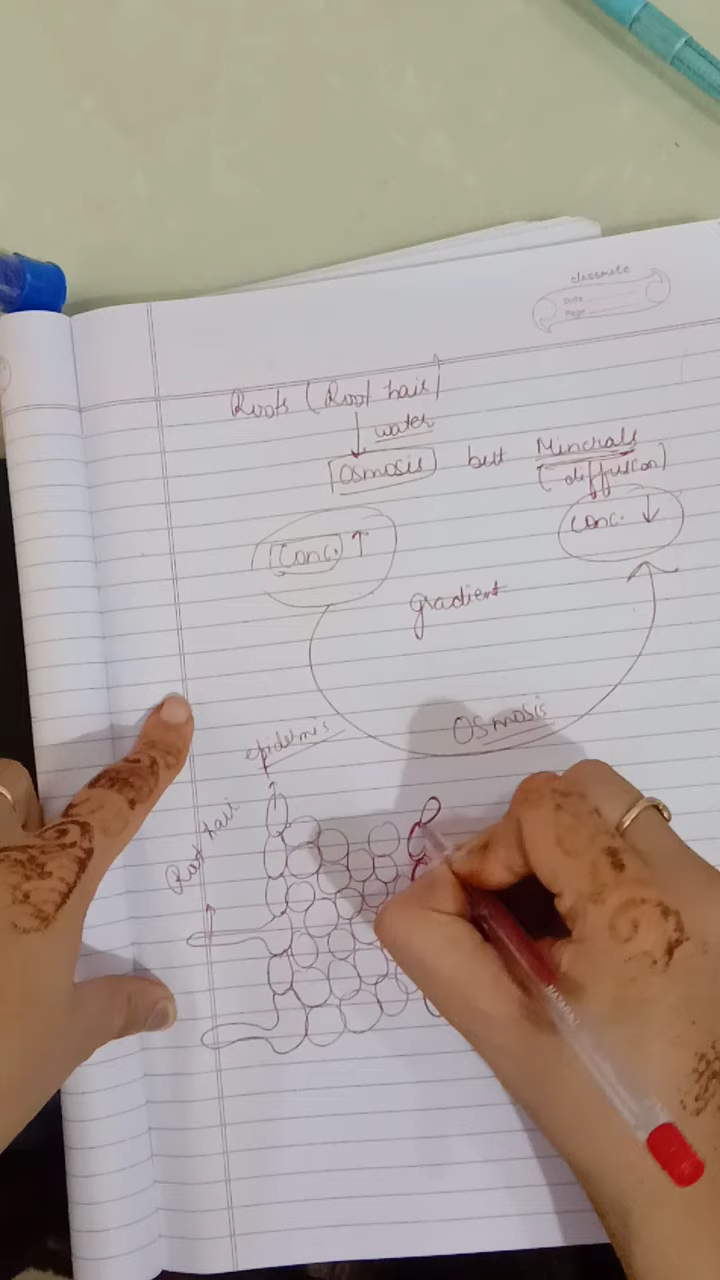 classmate
Date
Page
Roots (Root hair)
water
Osmosis but Minerals
(diffusion)
Conc. ↑
conc. ↓
gradient
Osmosis
epidermis
Root hair